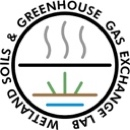 WETLAND SOILS & GREENHOUSE GAS EXCHANGE LAB